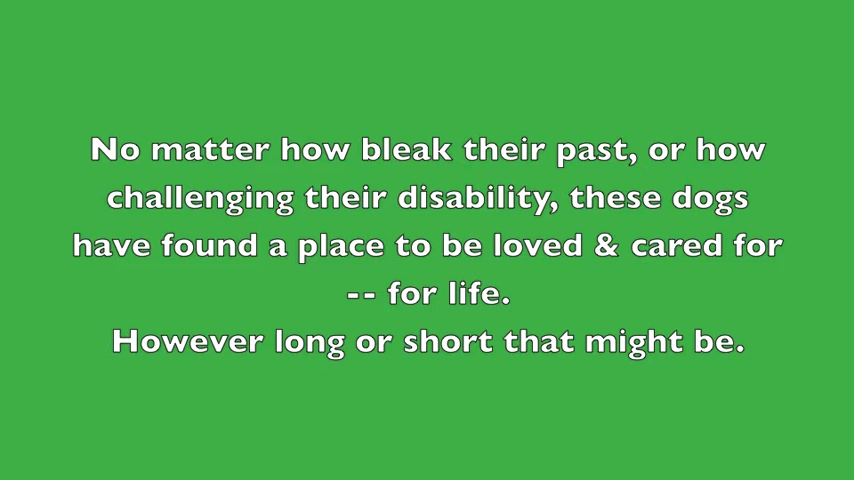 No matter how bleak their past, or how
challenging their disability, these dogs
have found a place to be loved & cared for
-- for life.
However long or short that might be.